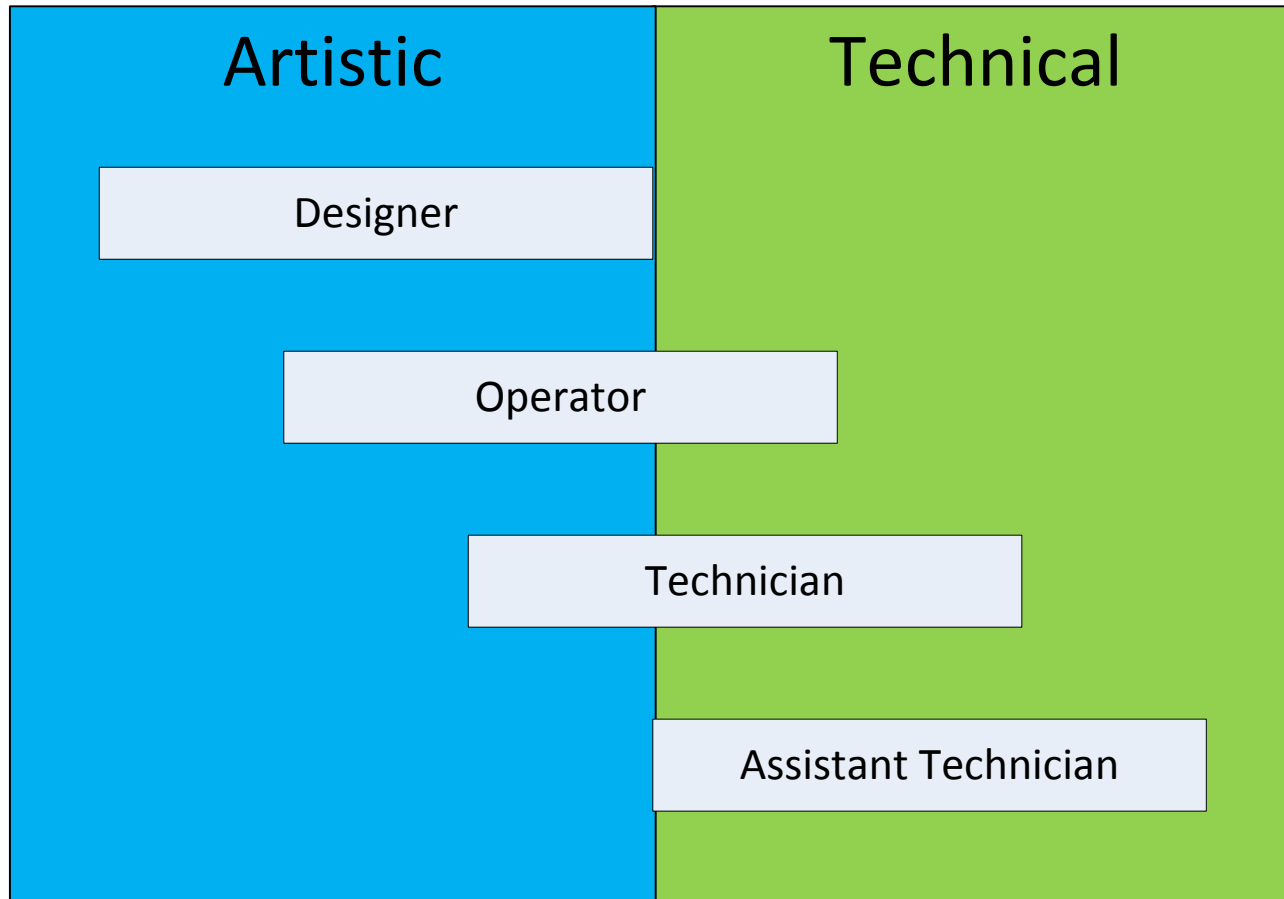 Artistic
Technical
Designer
Operator
Technician
Assistant Technician